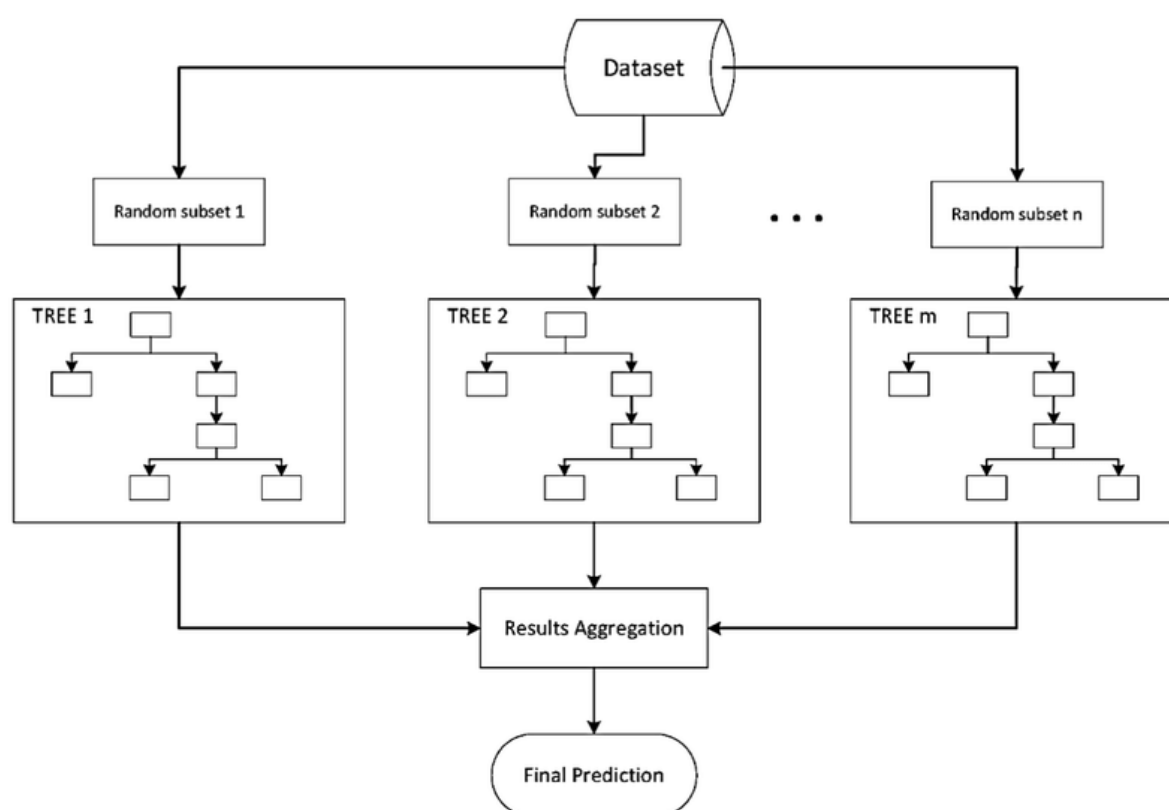 Dataset
Random subset 1
Random subset 2
• • •
Random subset n
TREE 1
TREE 2
TREE m
Results Aggregation
Final Prediction